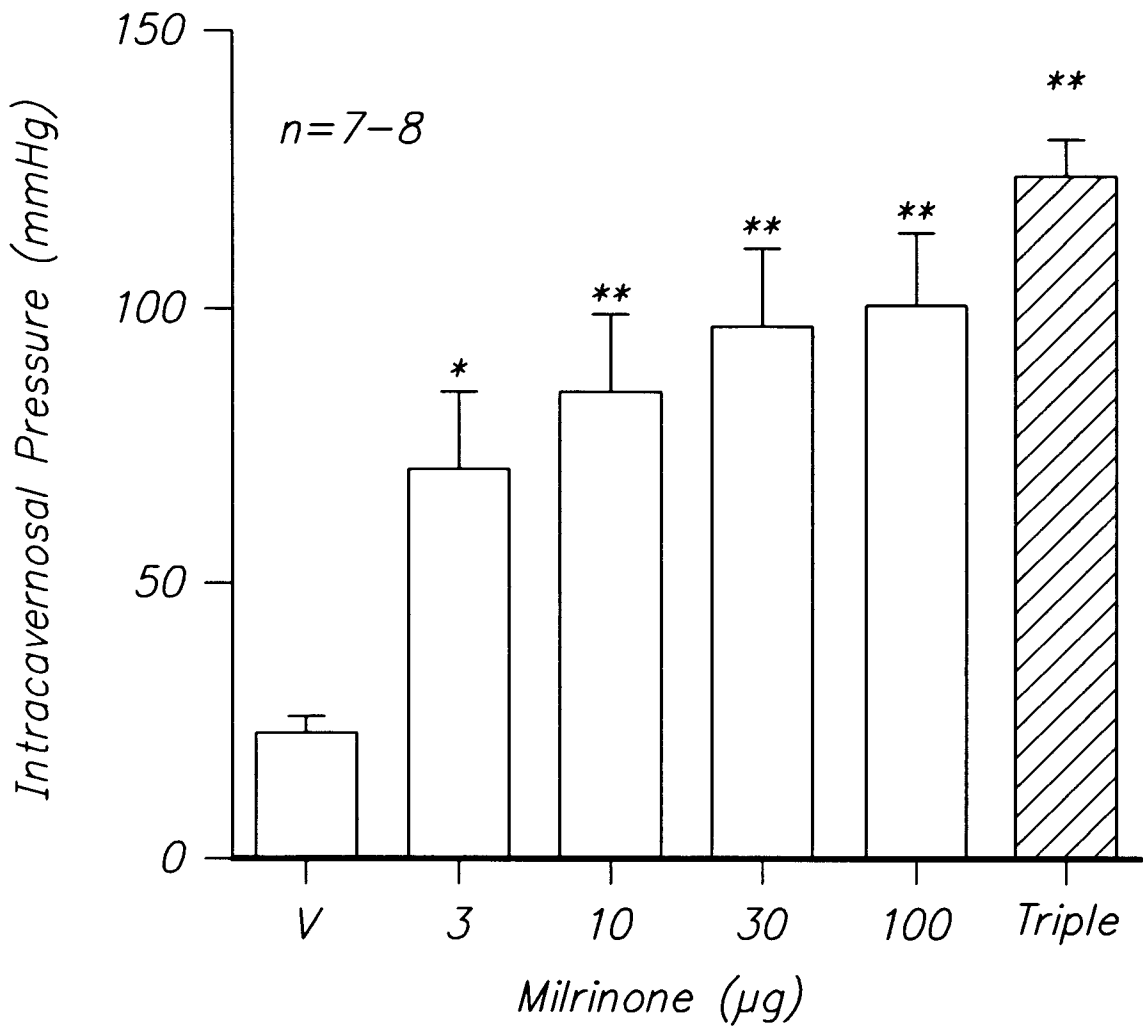 150
100
50
0
Intracavernosal Pressure (mmHg)
n=7-8
*
**
**
**
**
V 3 10 30 100 Triple
Milrinone (µg)